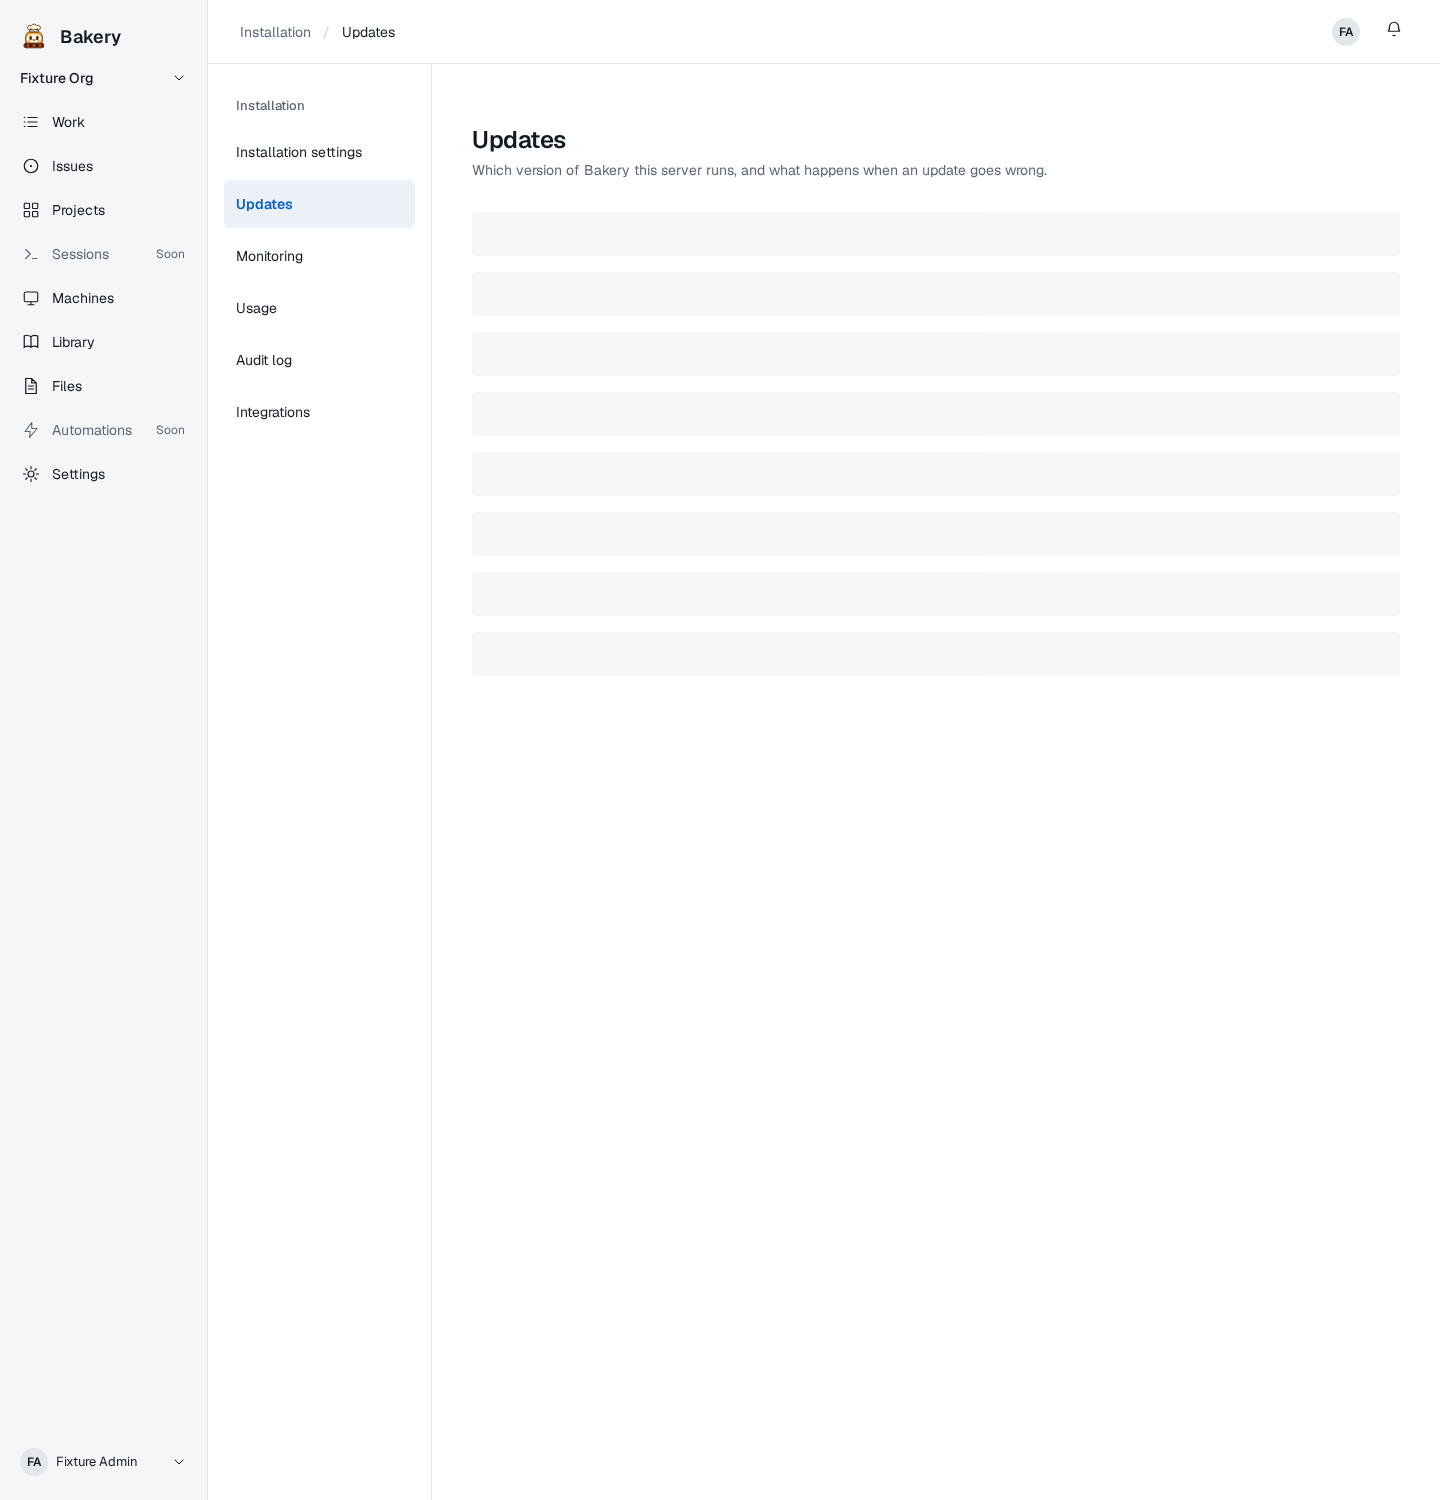 Bakery
Fixture Org
Work
Issues
Projects
Sessions Soon
Machines
Library
Files
Automations Soon
Settings
FA Fixture Admin
Installation / Updates
FA
Installation
Installation settings
Updates
Monitoring
Usage
Audit log
Integrations
Updates
Which version of Bakery this server runs, and what happens when an update goes wrong.